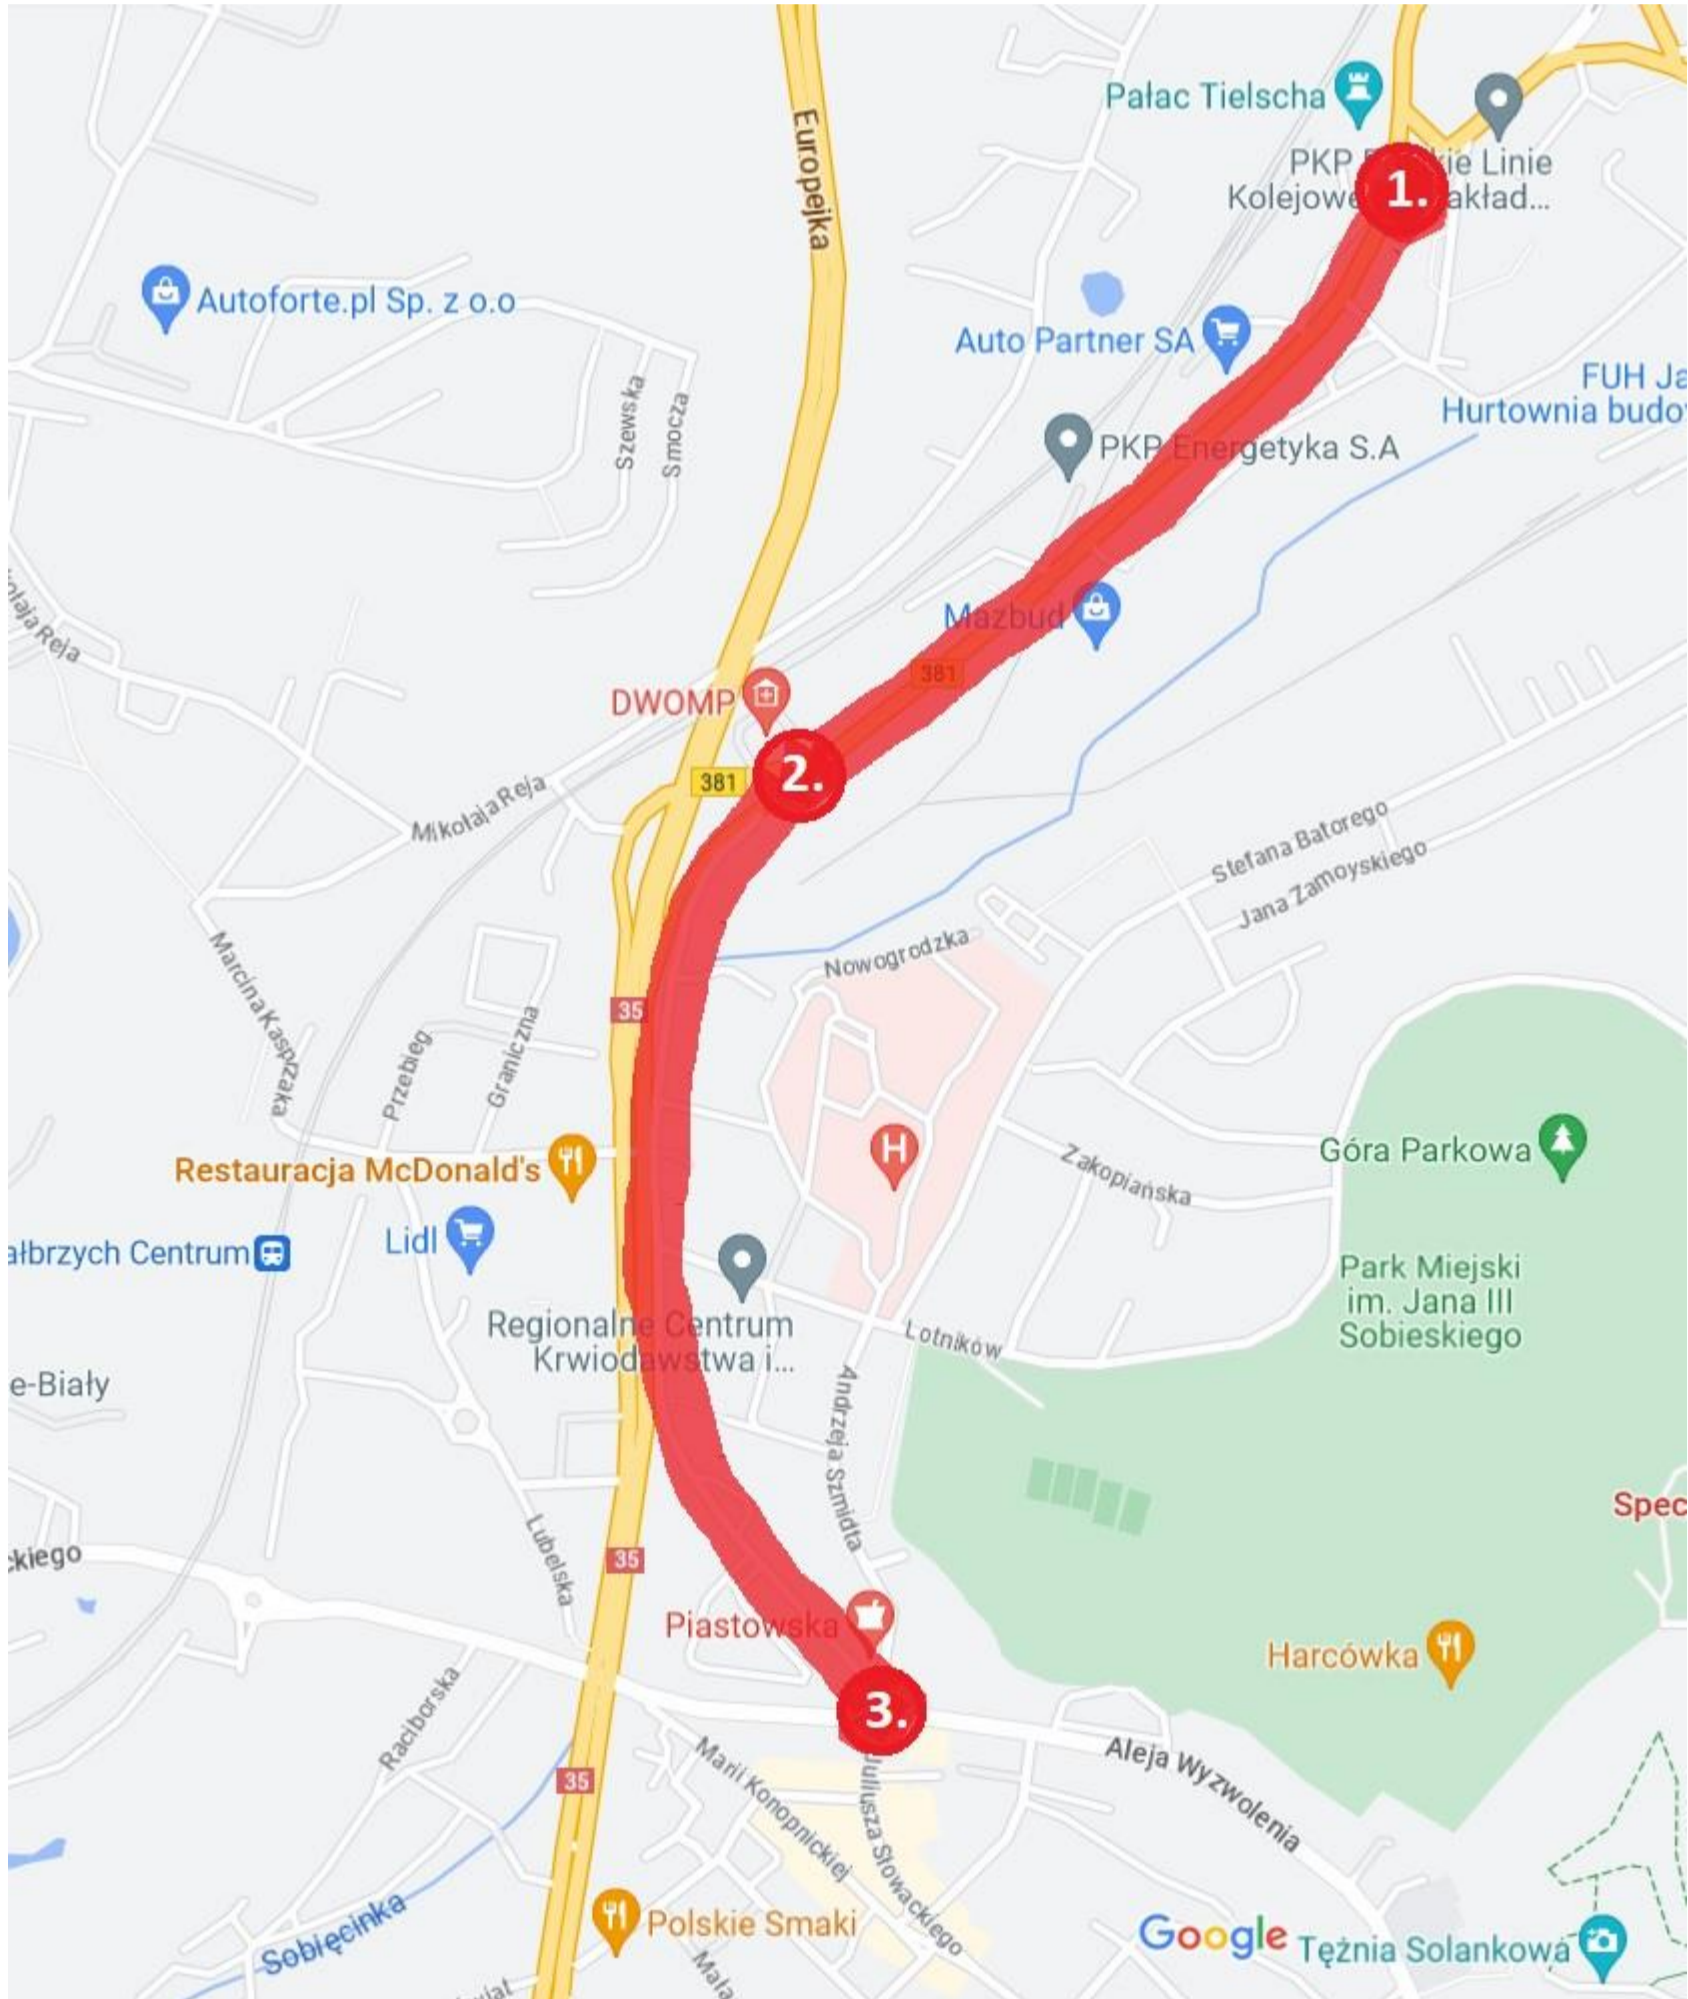 Europejka
Pałac Tielscha
1.
Kolejowe
Autoforte.pl Sp. z o.o
Auto Partner SA
FUH Ja
Hurtownia budo
Szewska
Smocza
PKP Energetyka S.A
ołaja Reja
Mazbud
381
DWOMP
2.
381
Mikołaja Reja
Stefana Batorego
Jana Zamoyskiego
Nowogrodzka
Marcina Kasprzaka
35
Przebieg
Graniczna
Restauracja McDonald's
H
Zakopiańska
Góra Parkowa
ałbrzych Centrum
Lidl
Park Miejski
im. Jana III
Sobieskiego
Regionalne Centrum
Krwiodawstwa i...
Lotników
e-Biały
Andrzeja Szmidta
Spec
ckiego
Lubelska
35
Piastowska
Harcówka
Raciborska
3.
Aleja Wyzwolenia
Marii Konopnickiej
Juliusza Słowackiego
35
Sobięcinka
Polskie Smaki
Google
Tężnia Solankowa
Mała